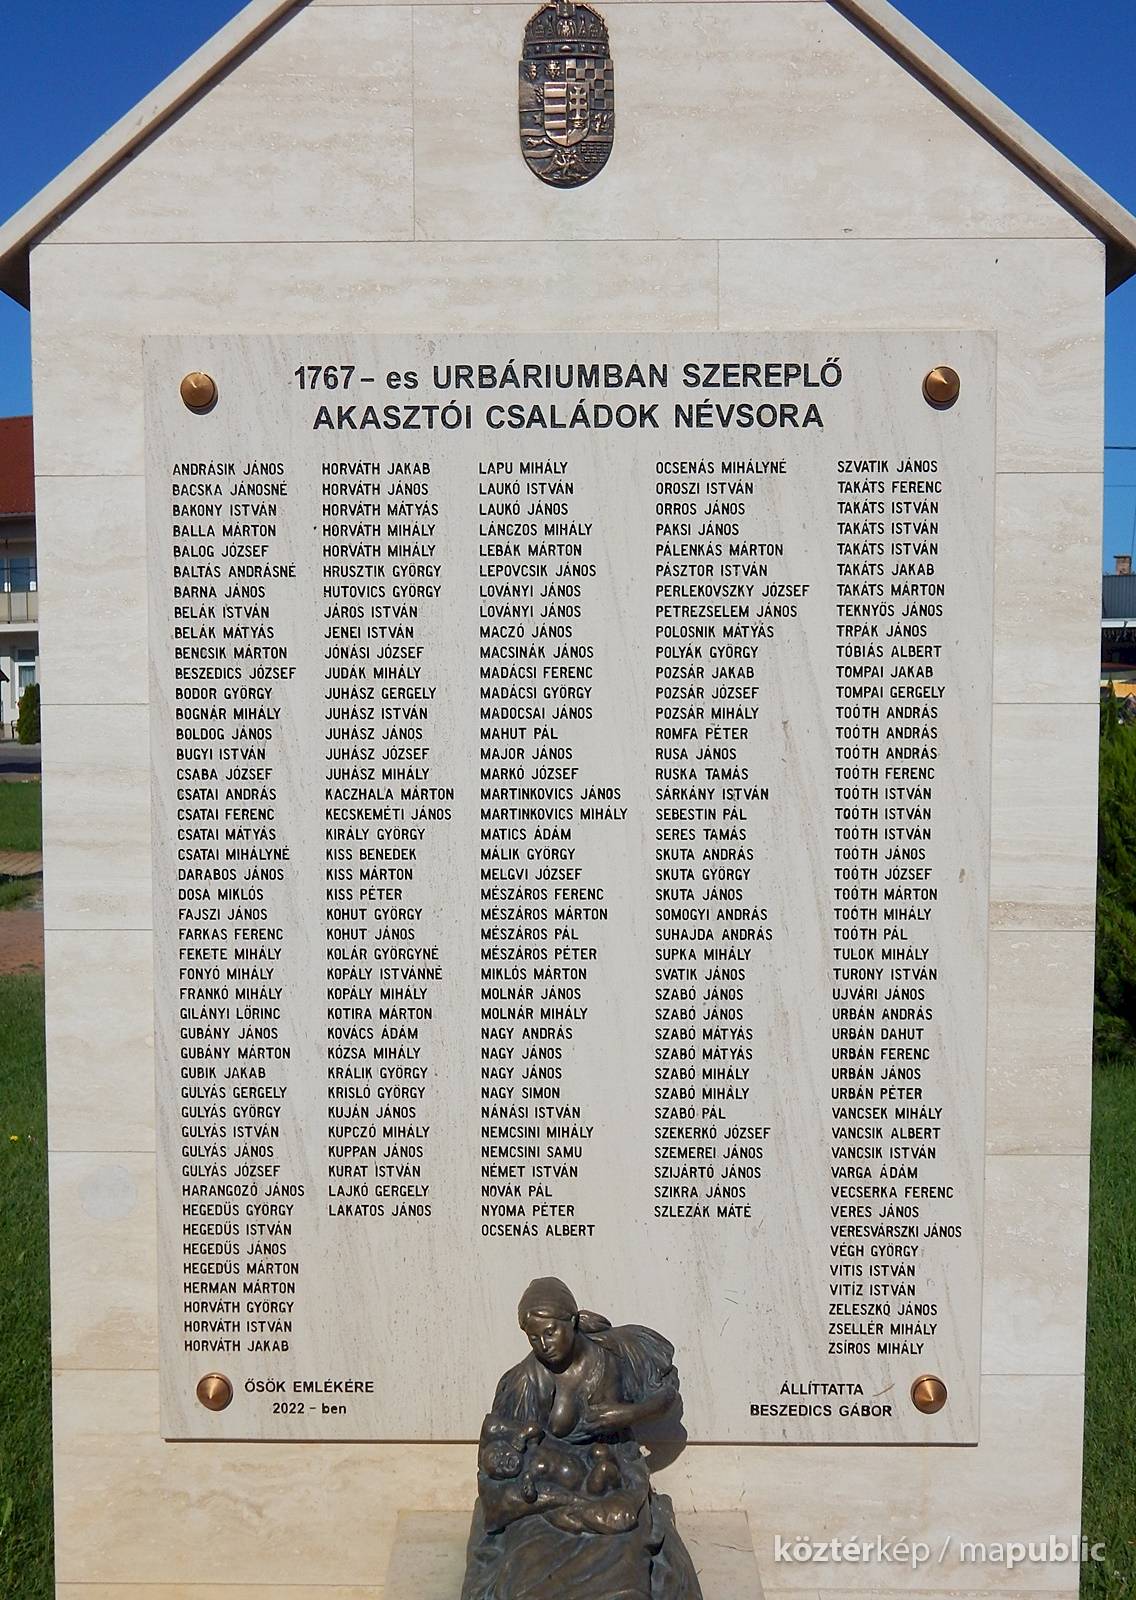 1767 – es URBÁRIUMBAN SZEREPLŐ
AKASZTÓI CSALÁDOK NÉVSORA
ANDRÁSIK JÁNOS
BACSKA JÁNOSNÉ
BAKONY ISTVÁN
BALLA MÁRTON
BALOG JÓZSEF
BALTÁS ANDRÁSNÉ
BARNA JÁNOS
BELÁK ISTVÁN
BELÁK MÁTYÁS
BENCSIK MÁRTON
BESZEDICS JÓZSEF
BODOR GYÖRGY
BOGNÁR MIHÁLY
BOLDOG JÁNOS
BUGYI ISTVÁN
CSABA JÓZSEF
CSATAI ANDRÁS
CSATAI FERENC
CSATAI MÁTYÁS
CSATAI MIHÁLYNÉ
DARABOS JÁNOS
DOSA MIKLÓS
FAJSZI JÁNOS
FARKAS FERENC
FEKETE MIHÁLY
FONYÓ MIHÁLY
FRANKÓ MIHÁLY
GILÁNYI LŐRINC
GUBÁNY JÁNOS
GUBÁNY MÁRTON
GUBIK JAKAB
GULYÁS GERGELY
GULYÁS GYÖRGY
GULYÁS ISTVÁN
GULYÁS JÁNOS
GULYÁS JÓZSEF
HARANGOZÓ JÁNOS
HEGEDŰS GYÖRGY
HEGEDŰS ISTVÁN
HEGEDŰS JÁNOS
HEGEDŰS MÁRTON
HERMAN MÁRTON
HORVÁTH GYÖRGY
HORVÁTH ISTVÁN
HORVÁTH JAKAB
HORVÁTH JAKAB
HORVÁTH JÁNOS
HORVÁTH MÁTYÁS
HORVÁTH MIHÁLY
HORVÁTH MIHÁLY
HRUSZTIK GYÖRGY
HUTOVICS GYÖRGY
JÁROS ISTVÁN
JENEI ISTVÁN
JÓNÁSI JÓZSEF
JUDÁK MIHÁLY
JUHÁSZ GERGELY
JUHÁSZ ISTVÁN
JUHÁSZ JÁNOS
JUHÁSZ JÓZSEF
JUHÁSZ MIHÁLY
KACZHALA MÁRTON
KECSKEMÉTI JÁNOS
KIRÁLY GYÖRGY
KISS BENEDEK
KISS MÁRTON
KISS PÉTER
KOHUT GYÖRGY
KOHUT JÁNOS
KOLÁR GYÖRGYNÉ
KOPÁLY ISTVÁNNÉ
KOPÁLY MIHÁLY
KOTIRA MÁRTON
KOVÁCS ÁDÁM
KÓZSA MIHÁLY
KRÁLIK GYÖRGY
KRISLÓ GYÖRGY
KUJÁN JÁNOS
KUPCZÓ MIHÁLY
KUPPAN JÁNOS
KURAT ISTVÁN
LAJKÓ GERGELY
LAKATOS JÁNOS
LAPU MIHÁLY
LAUKÓ ISTVÁN
LAUKÓ JÁNOS
LÁNCZOS MIHÁLY
LEBÁK MÁRTON
LEPOVCSIK JÁNOS
LOVÁNYI JÁNOS
LOVÁNYI JÁNOS
MACZÓ JÁNOS
MACSINÁK JÁNOS
MADÁCSI FERENC
MADÁCSI GYÖRGY
MADOCSAI JÁNOS
MAHUT PÁL
MAJOR JÁNOS
MARKÓ JÓZSEF
MARTINKOVICS JÁNOS
MARTINKOVICS MIHÁLY
MATICS ÁDÁM
MÁLIK GYÖRGY
MELGVI JÓZSEF
MÉSZÁROS FERENC
MÉSZÁROS MÁRTON
MÉSZÁROS PÁL
MÉSZÁROS PÉTER
MIKLÓS MÁRTON
MOLNÁR JÁNOS
MOLNÁR MIHÁLY
NAGY ANDRÁS
NAGY JÁNOS
NAGY JÁNOS
NAGY SIMON
NÁNÁSI ISTVÁN
NEMCSINI MIHÁLY
NEMCSINI SAMU
NÉMET ISTVÁN
NOVÁK PÁL
NYOMA PÉTER
OCSENÁS ALBERT
OCSENÁS MIHÁLYNÉ
OROSZI ISTVÁN
ORROS JÁNOS
PAKSI JÁNOS
PÁLENKÁS MÁRTON
PÁSZTOR ISTVÁN
PERLEKOVSZKY JÓZSEF
PETREZSELEM JÁNOS
POLOSNIK MÁTYÁS
POLYÁK GYÖRGY
POZSÁR JAKAB
POZSÁR JÓZSEF
POZSÁR MIHÁLY
ROMFA PÉTER
RUSA JÁNOS
RUSKA TAMÁS
SÁRKÁNY ISTVÁN
SEBESTIN PÁL
SERES TAMÁS
SKUTA ANDRÁS
SKUTA GYÖRGY
SKUTA JÁNOS
SOMOGYI ANDRÁS
SUHAJDA ANDRÁS
SUPKA MIHÁLY
SVATIK JÁNOS
SZABÓ JÁNOS
SZABÓ JÁNOS
SZABÓ MÁTYÁS
SZABÓ MÁTYÁS
SZABÓ MIHÁLY
SZABÓ MIHÁLY
SZABÓ PÁL
SZEKERKÓ JÓZSEF
SZEMEREI JÁNOS
SZIJÁRTÓ JÁNOS
SZIKRA JÁNOS
SZLEZÁK MÁTÉ
SZVATIK JÁNOS
TAKÁTS FERENC
TAKÁTS ISTVÁN
TAKÁTS ISTVÁN
TAKÁTS ISTVÁN
TAKÁTS JAKAB
TAKÁTS MÁRTON
TEKNYŐS JÁNOS
TRPÁK JÁNOS
TÓBIÁS ALBERT
TOMPAI JAKAB
TOMPAI GERGELY
TOÓTH ANDRÁS
TOÓTH ANDRÁS
TOÓTH ANDRÁS
TOÓTH FERENC
TOÓTH ISTVÁN
TOÓTH ISTVÁN
TOÓTH ISTVÁN
TOÓTH JÁNOS
TOÓTH JÓZSEF
TOÓTH MÁRTON
TOÓTH MIHÁLY
TOÓTH PÁL
TULOK MIHÁLY
TURONY ISTVÁN
UJVÁRI JÁNOS
URBÁN ANDRÁS
URBÁN DAHUT
URBÁN FERENC
URBÁN JÁNOS
URBÁN PÉTER
VANCSEK MIHÁLY
VANCSIK ALBERT
VANCSIK ISTVÁN
VARGA ÁDÁM
VECSERKA FERENC
VERES JÁNOS
VERESVÁRSZKI JÁNOS
VÉGH GYÖRGY
VITIS ISTVÁN
VITÍZ ISTVÁN
ZELESZKÓ JÁNOS
ZSELLÉR MIHÁLY
ZSÍROS MIHÁLY
ŐSÖK EMLÉKÉRE
2022 – ben
ÁLLÍTTATTA
BESZEDICS GÁBOR
köztérkép / mapublic